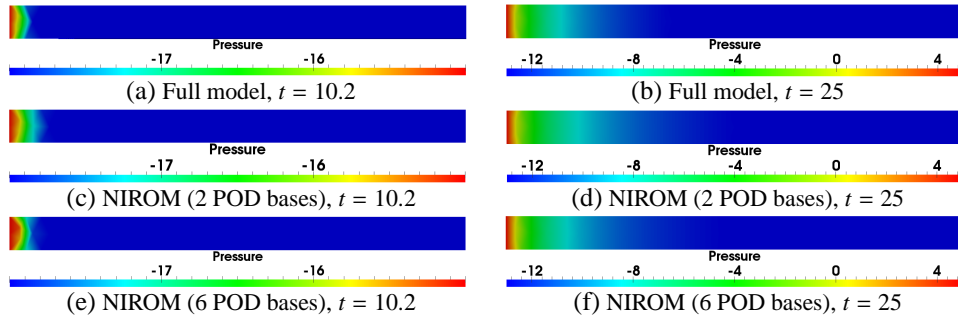 Pressure
-17 -16
(a) Full model, t = 10.2
Pressure
-12 -8 -4 0 4
(b) Full model, t = 25
Pressure
-17 -16
(c) NIROM (2 POD bases), t = 10.2
Pressure
-12 -8 -4 0 4
(d) NIROM (2 POD bases), t = 25
Pressure
-17 -16
(e) NIROM (6 POD bases), t = 10.2
Pressure
-12 -8 -4 0 4
(f) NIROM (6 POD bases), t = 25